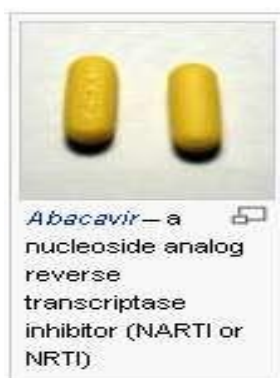 Abacavir – a
nucleoside analog
reverse
transcriptase
inhibitor (NARTI or
NRTI)